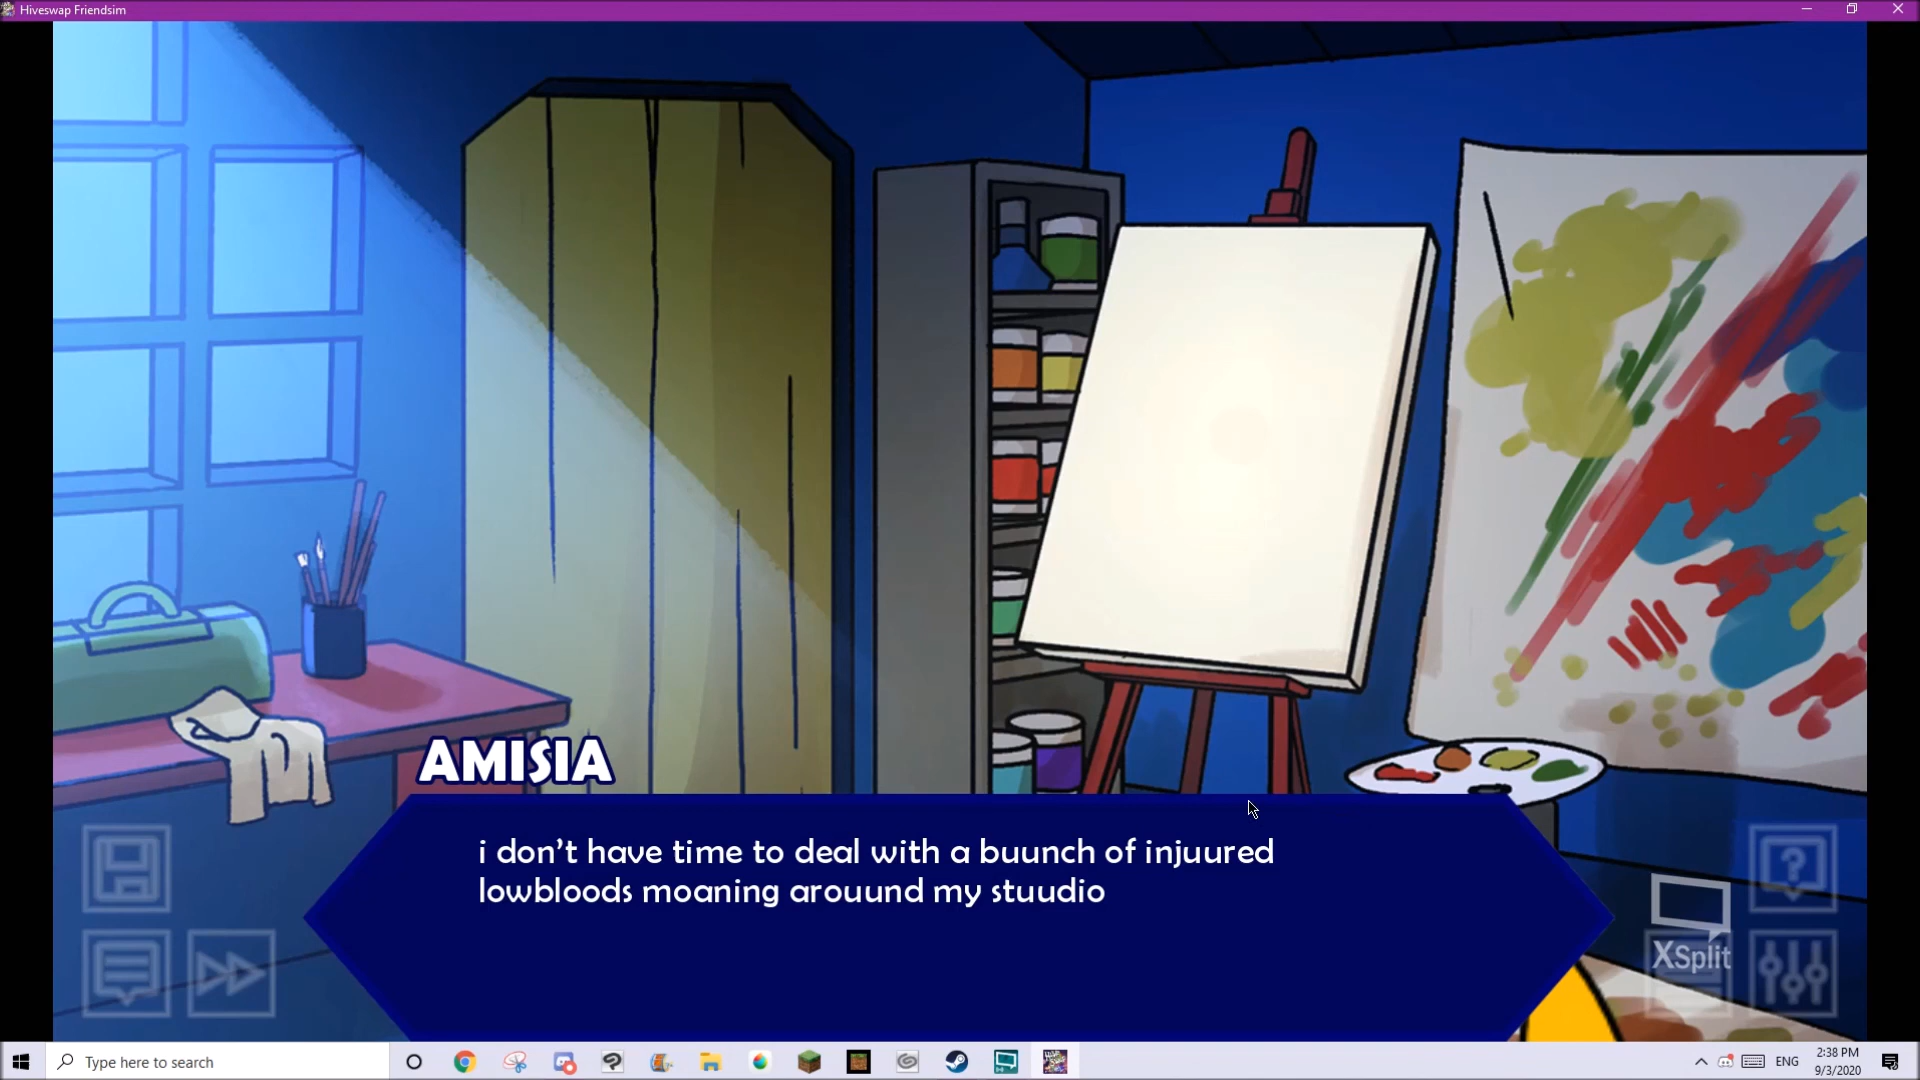 Hiveswap Friendsim
AMISIA
i don't have time to deal with a buunch of injuured
lowbloods moaning arouund my stuudio
XSplit
Type here to search
ENG
2:38 PM
9/3/2020